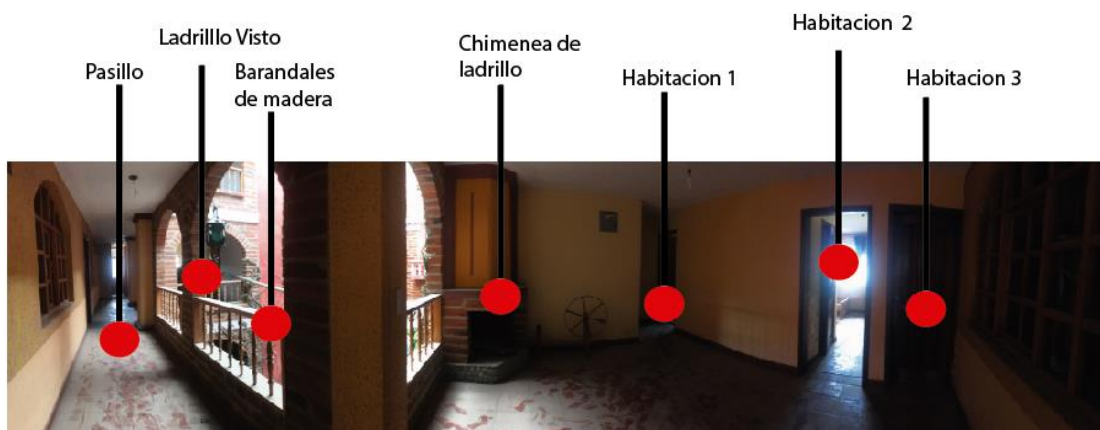 Pasillo
Ladrilllo Visto
Barandales
de madera
Chimenea de
ladrillo
Habitacion 1
Habitacion 2
Habitacion 3